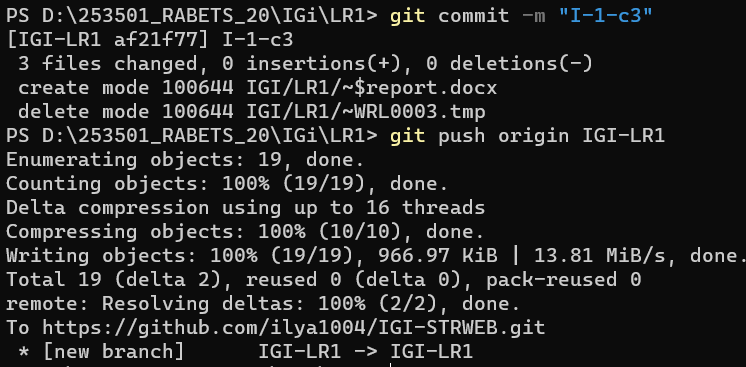 PS D:\253501_RABETS_20\IGi\LR1> git commit -m "I-1-c3"
[IGI-LR1 af21f77] I-1-c3
 3 files changed, 0 insertions(+), 0 deletions(-)
 create mode 100644 IGI/LR1/~$report.docx
 delete mode 100644 IGI/LR1/~WRL0003.tmp
PS D:\253501_RABETS_20\IGi\LR1> git push origin IGI-LR1
Enumerating objects: 19, done.
Counting objects: 100% (19/19), done.
Delta compression using up to 16 threads
Compressing objects: 100% (10/10), done.
Writing objects: 100% (19/19), 966.97 KiB | 13.81 MiB/s, done.
Total 19 (delta 2), reused 0 (delta 0), pack-reused 0
remote: Resolving deltas: 100% (2/2), done.
To https://github.com/ilya1004/IGI-STRWEB.git
 * [new branch]      IGI-LR1 -> IGI-LR1